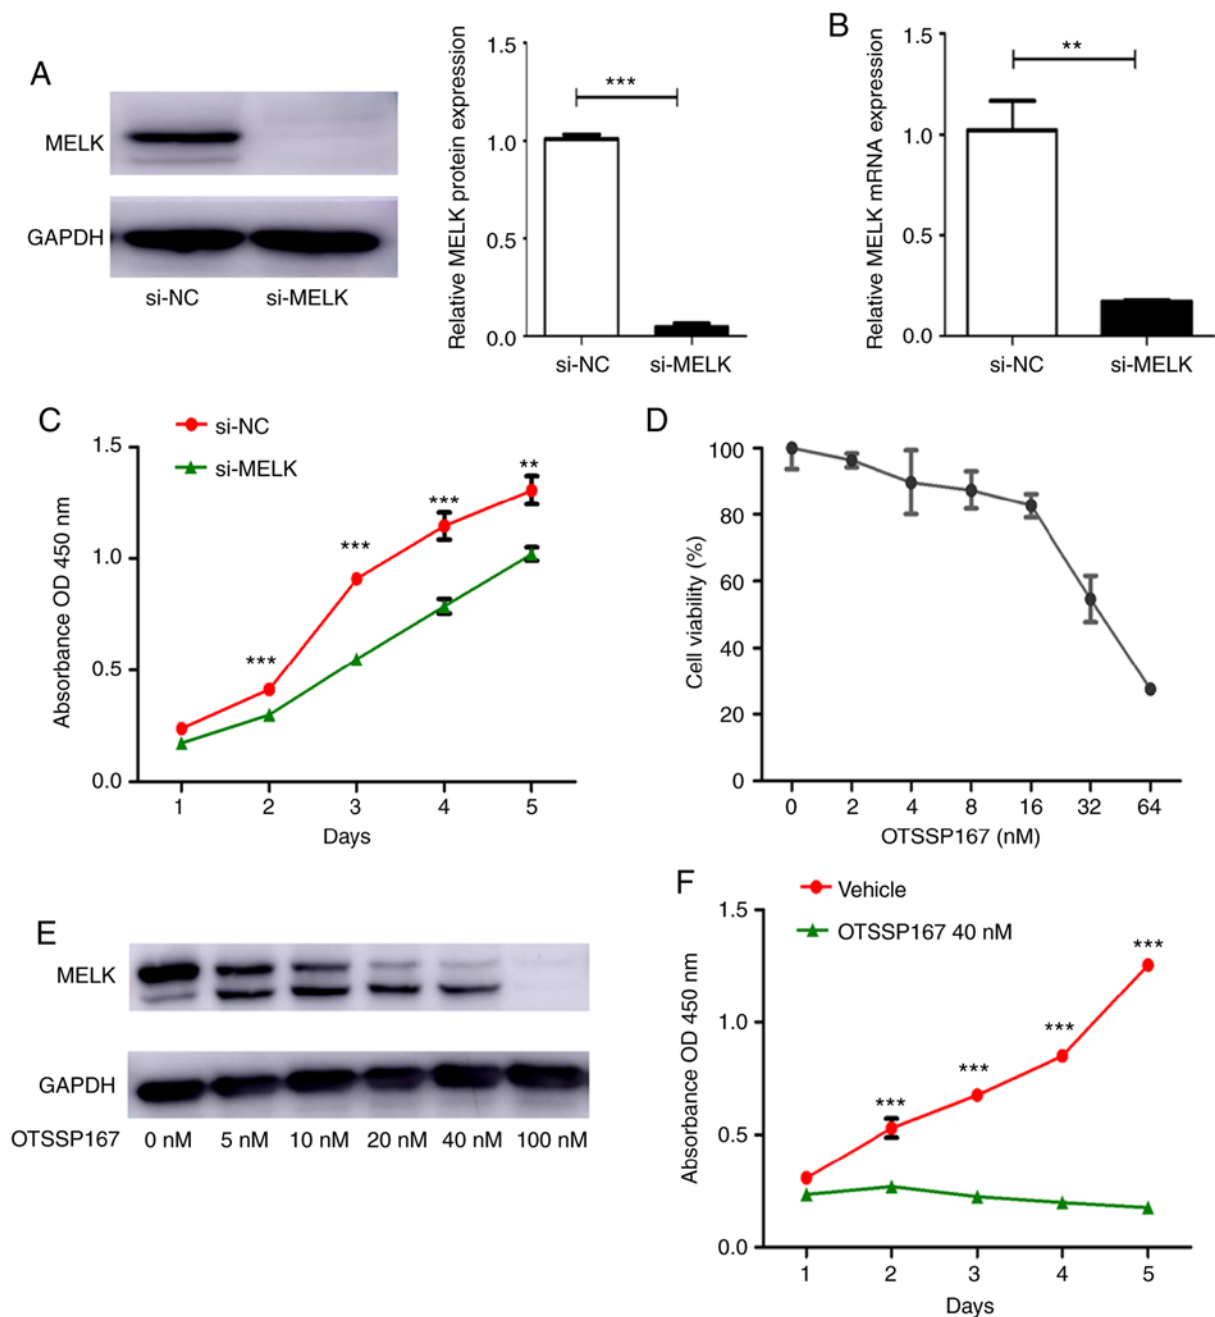 A
MELK
GAPDH
si-NC si-MELK
Relative MELK protein expression
1.5
1.0
0.5
0.0
***
si-NC si-MELK
B
Relative MELK mRNA expression
1.5
1.0
0.5
0.0
**
si-NC si-MELK
C
si-NC
si-MELK
Absorbance OD 450 nm
1.5
1.0
0.5
0.0
***
***
***
**
1 2 3 4 5
Days
D
Cell viability (%)
100
80
60
40
20
0
0 2 4 8 16 32 64
OTSSP167 (nM)
E
MELK
GAPDH
OTSSP167 0 nM 5 nM 10 nM 20 nM 40 nM 100 nM
F
Vehicle
OTSSP167 40 nM
Absorbance OD 450 nm
1.5
1.0
0.5
0.0
***
***
***
***
1 2 3 4 5
Days